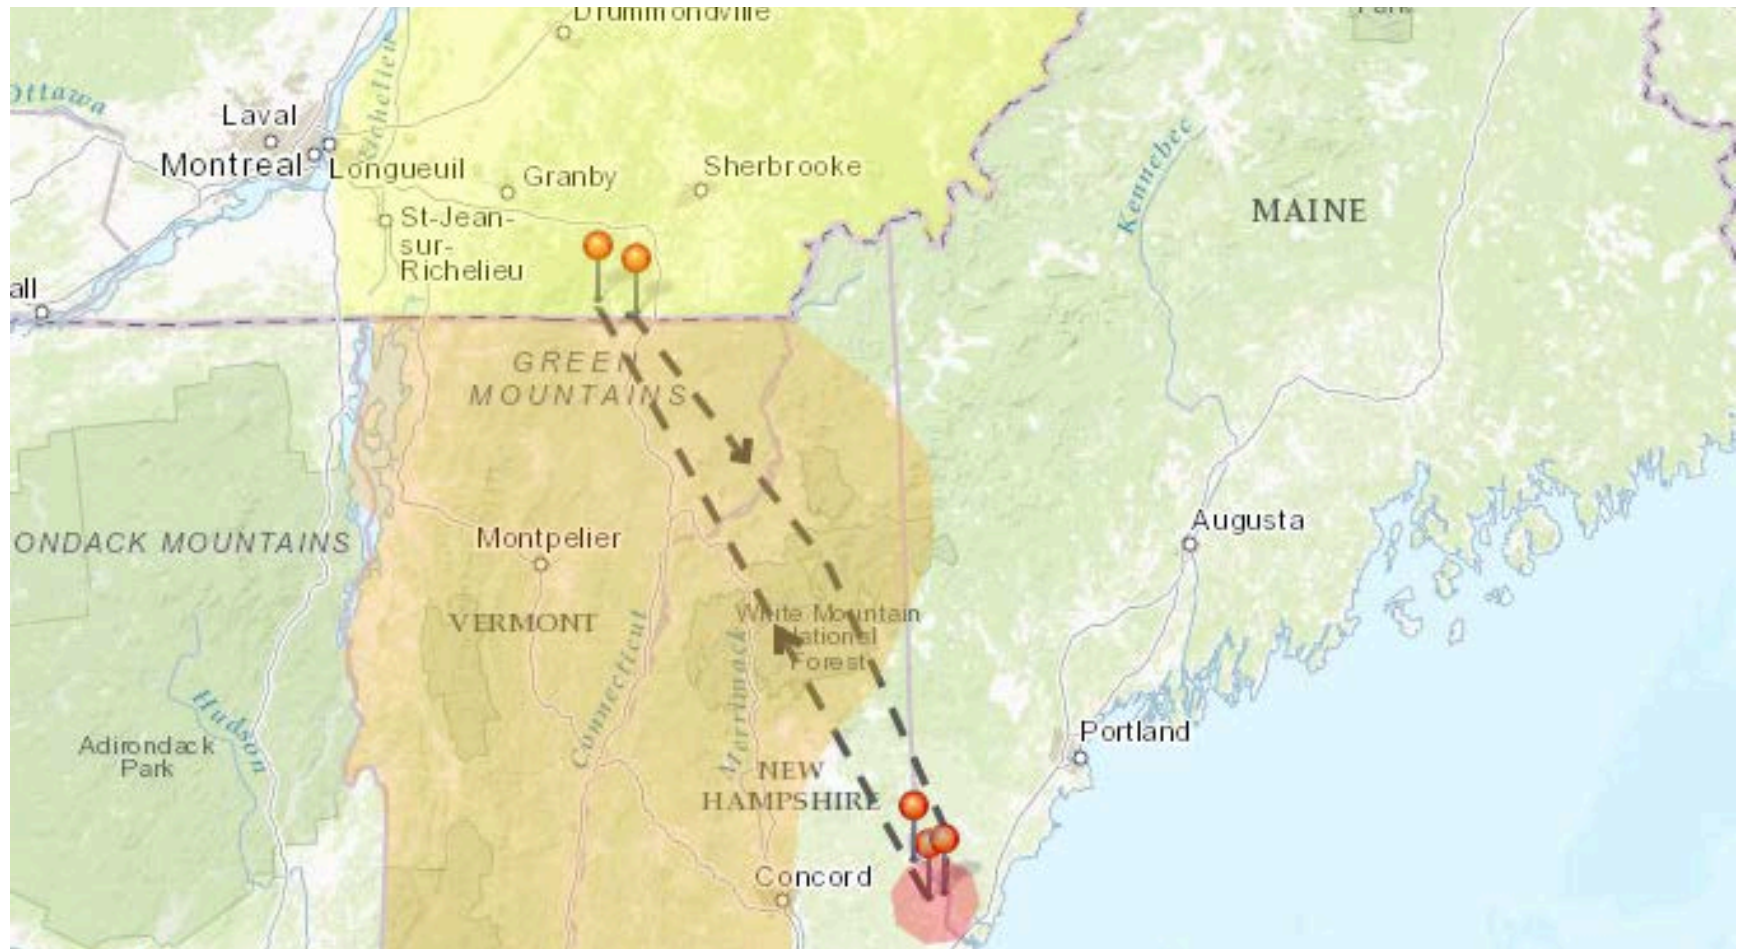 Drummondville
Park
Ottawa
Richelieu
Laval
Montreal
Longueuil
Granby
Sherbrooke
Kennebec
MAINE
St-Jean-
sur-
Richelieu
all
GREEN
MOUNTAINS
ONDACK MOUNTAINS
Montpelier
Augusta
VERMONT
White Mountain
National
Forest
Connecticut
Merrimack
Hudson
Adirondack
Park
Portland
NEW
HAMPSHIRE
Concord